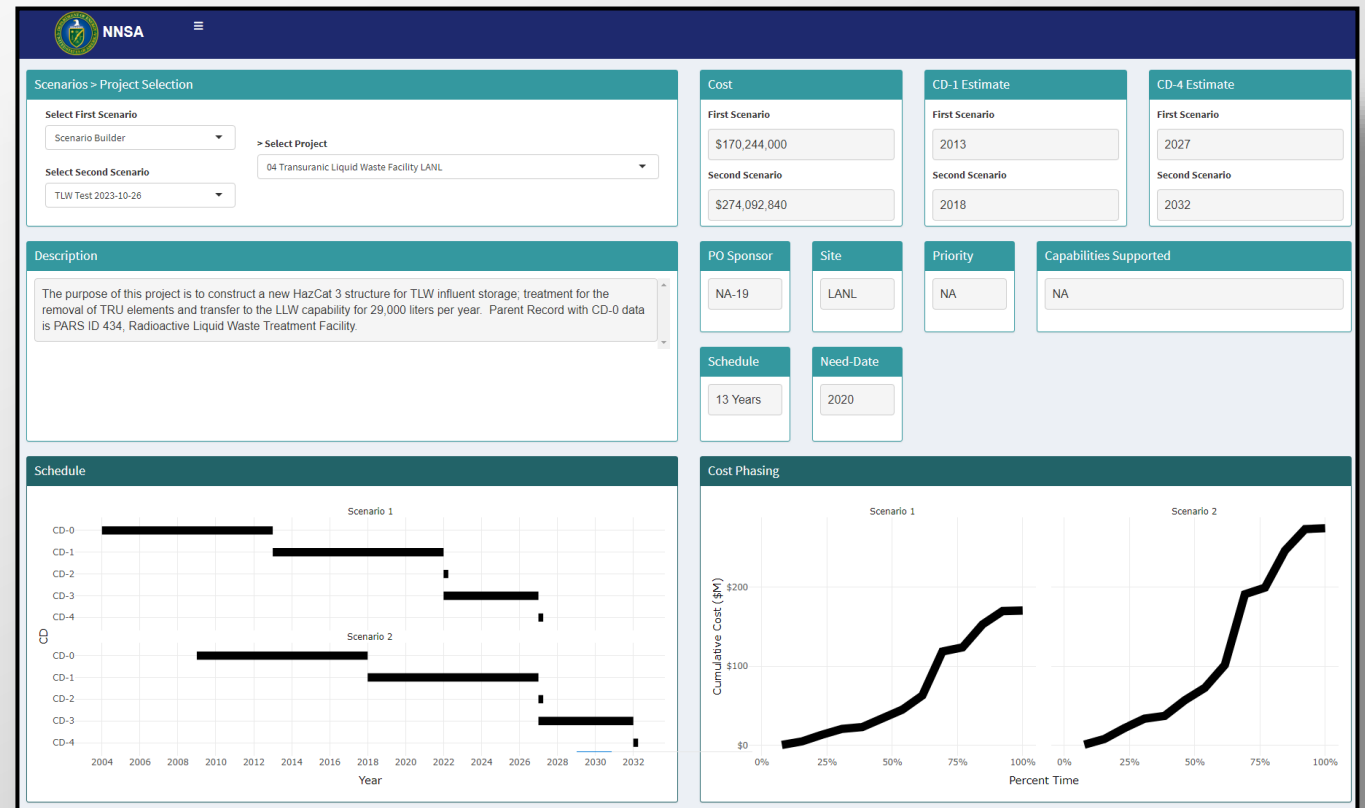 NNSA
Scenarios > Project Selection
Select First Scenario
Scenario Builder
Select Second Scenario
TLW Test 2023-10-26
> Select Project
04 Transuranic Liquid Waste Facility LANL
Cost
First Scenario
$170,244,000
Second Scenario
$274,092,840
CD-1 Estimate
First Scenario
2013
Second Scenario
2018
CD-4 Estimate
First Scenario
2027
Second Scenario
2032
Description
The purpose of this project is to construct a new HazCat 3 structure for TLW influent storage; treatment for the
removal of TRU elements and transfer to the LLW capability for 29,000 liters per year. Parent Record with CD-0 data
is PARS ID 434, Radioactive Liquid Waste Treatment Facility.
PO Sponsor
NA-19
Site
LANL
Priority
NA
Capabilities Supported
NA
Schedule
13 Years
Need-Date
2020
Schedule
Scenario 1
CD-0
CD-1
CD-2
CD-3
CD-4
CD
Scenario 2
CD-0
CD-1
CD-2
CD-3
CD-4
2004 2006 2008 2010 2012 2014 2016 2018 2020 2022 2024 2026 2028 2030 2032
Year
Cost Phasing
Scenario 1 Scenario 2
Cumulative Cost ($M)
$200
$100
$0
0% 25% 50% 75% 100% 0% 25% 50% 75% 100%
Percent Time